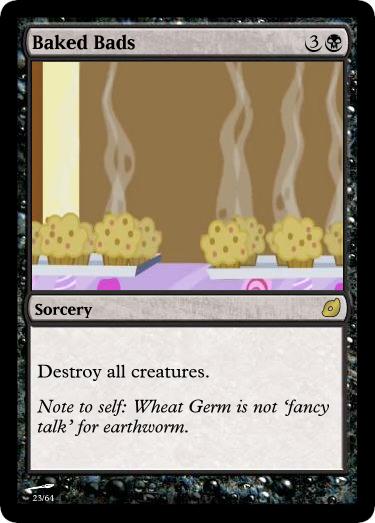 Baked Bads 3
Sorcery
Destroy all creatures.
Note to self: Wheat Germ is not ‘fancy
talk’ for earthworm.
23/64